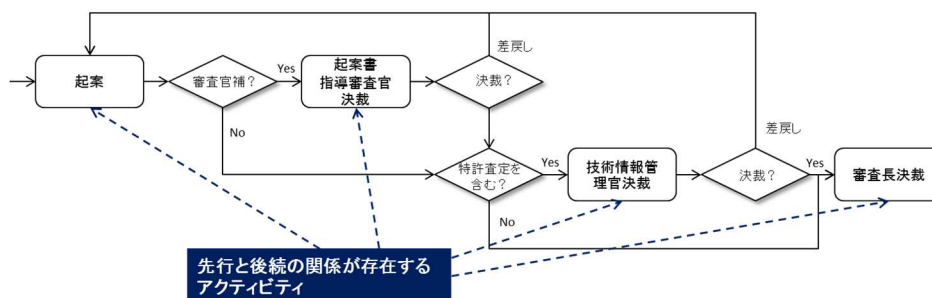 差戻し
起案
審査官補？
Yes
起案書
指導審査官
決裁
決裁？
No
差戻し
特許査定を
含む？
Yes
技術情報管
理官決裁
決裁？
Yes
審査長決裁
No
先行と後続の関係が存在する
アクティビティ